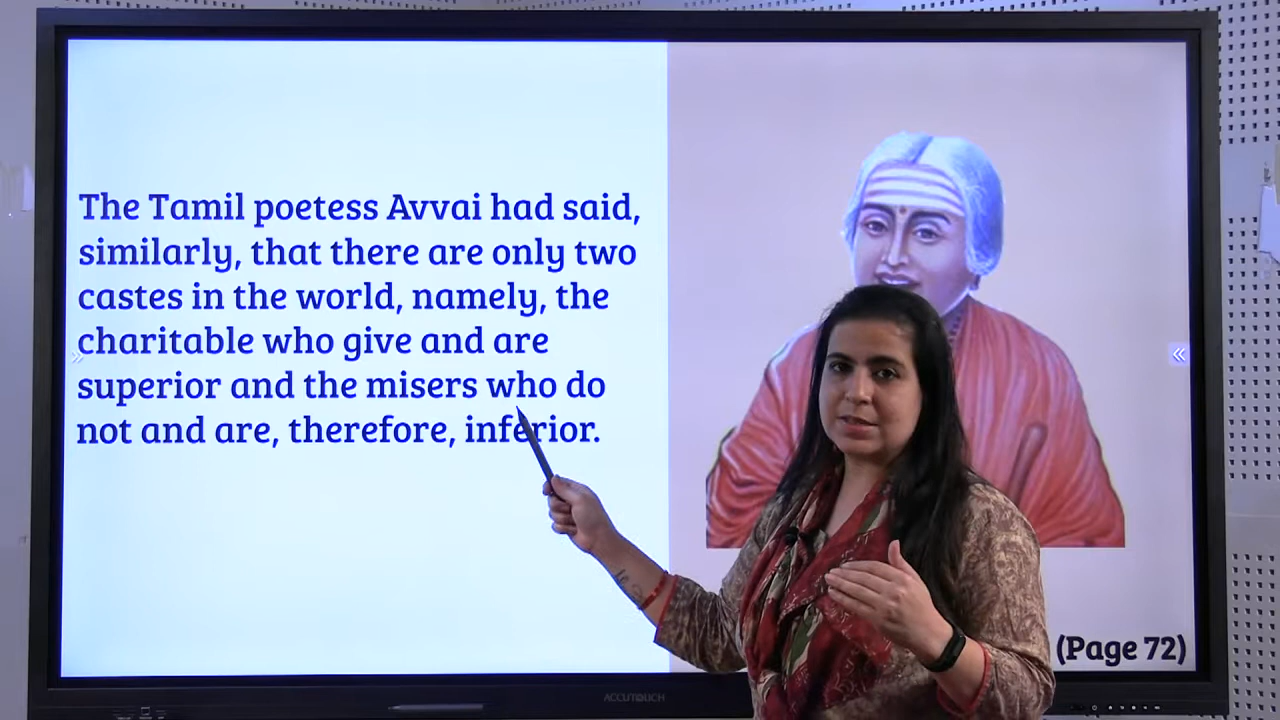 The Tamil poetess Avvai had said,
similarly, that there are only two
castes in the world, namely, the
charitable who give and are
superior and the misers who do
not and are, therefore, inferior.
(Page 72)
ACCUTOUCH